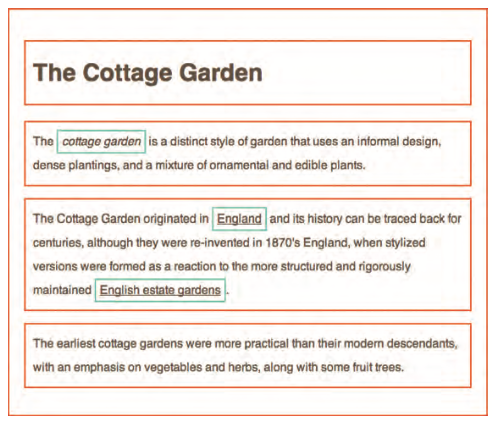 The Cottage Garden
The cottage garden is a distinct style of garden that uses an informal design,
dense plantings, and a mixture of ornamental and edible plants.
The Cottage Garden originated in England and its history can be traced back for
centuries, although they were re-invented in 1870's England, when stylized
versions were formed as a reaction to the more structured and rigorously
maintained English estate gardens.
The earliest cottage gardens were more practical than their modern descendants,
with an emphasis on vegetables and herbs, along with some fruit trees.